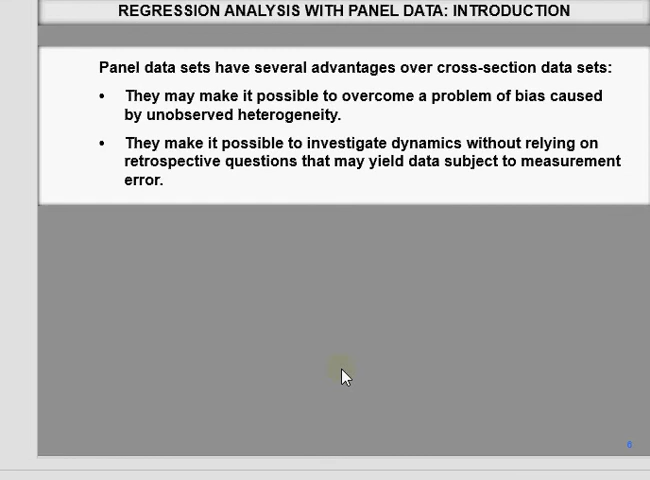 REGRESSION ANALYSIS WITH PANEL DATA: INTRODUCTION
Panel data sets have several advantages over cross-section data sets:
• They may make it possible to overcome a problem of bias caused
by unobserved heterogeneity.
• They make it possible to investigate dynamics without relying on
retrospective questions that may yield data subject to measurement
error.